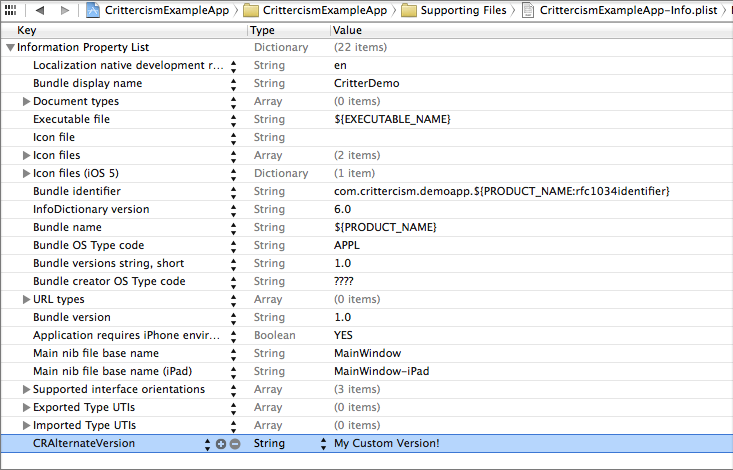 CrittercismExampleApp CrittercismExampleApp Supporting Files CrittercismExampleApp-Info.plist
Key Type Value
Information Property List Dictionary (22 items)
Localization native development r... String en
Bundle display name String CritterDemo
Document types Array (0 items)
Executable file String ${EXECUTABLE_NAME}
Icon file String
Icon files Array (2 items)
Icon files (iOS 5) Dictionary (1 item)
Bundle identifier String com.crittercism.demoapp.${PRODUCT_NAME:rfc1034identifier}
InfoDictionary version String 6.0
Bundle name String ${PRODUCT_NAME}
Bundle OS Type code String APPL
Bundle versions string, short String 1.0
Bundle creator OS Type code String ????
URL types Array (0 items)
Bundle version String 1.0
Application requires iPhone envir... Boolean YES
Main nib file base name String MainWindow
Main nib file base name (iPad) String MainWindow-iPad
Supported interface orientations Array (3 items)
Exported Type UTIs Array (0 items)
Imported Type UTIs Array (0 items)
CRAlternateVersion String My Custom Version!